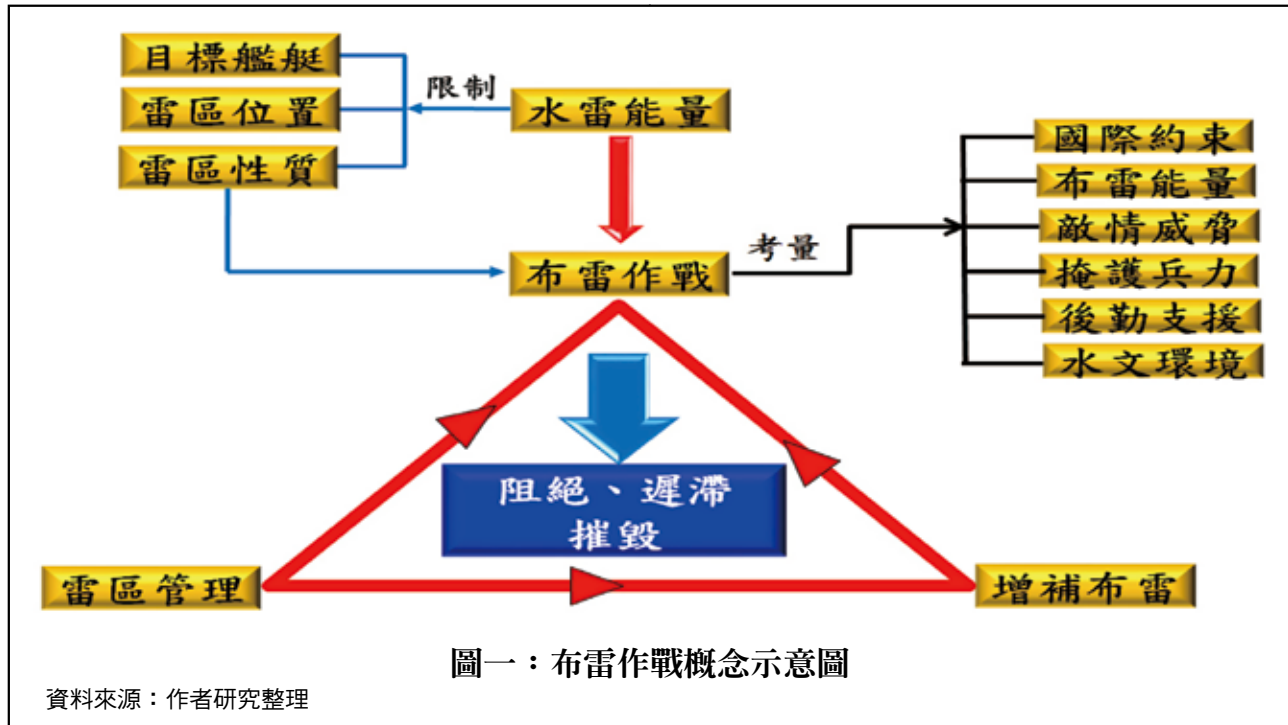 目標艦艇
雷區位置
雷區性質
限制
水雷能量
國際約束
布雷能量
敵情威脅
掩護兵力
後勤支援
水文環境
布雷作戰
考量
阻絕、遲滯
摧毀
雷區管理
增補布雷
圖一：布雷作戰概念示意圖
資料來源：作者研究整理